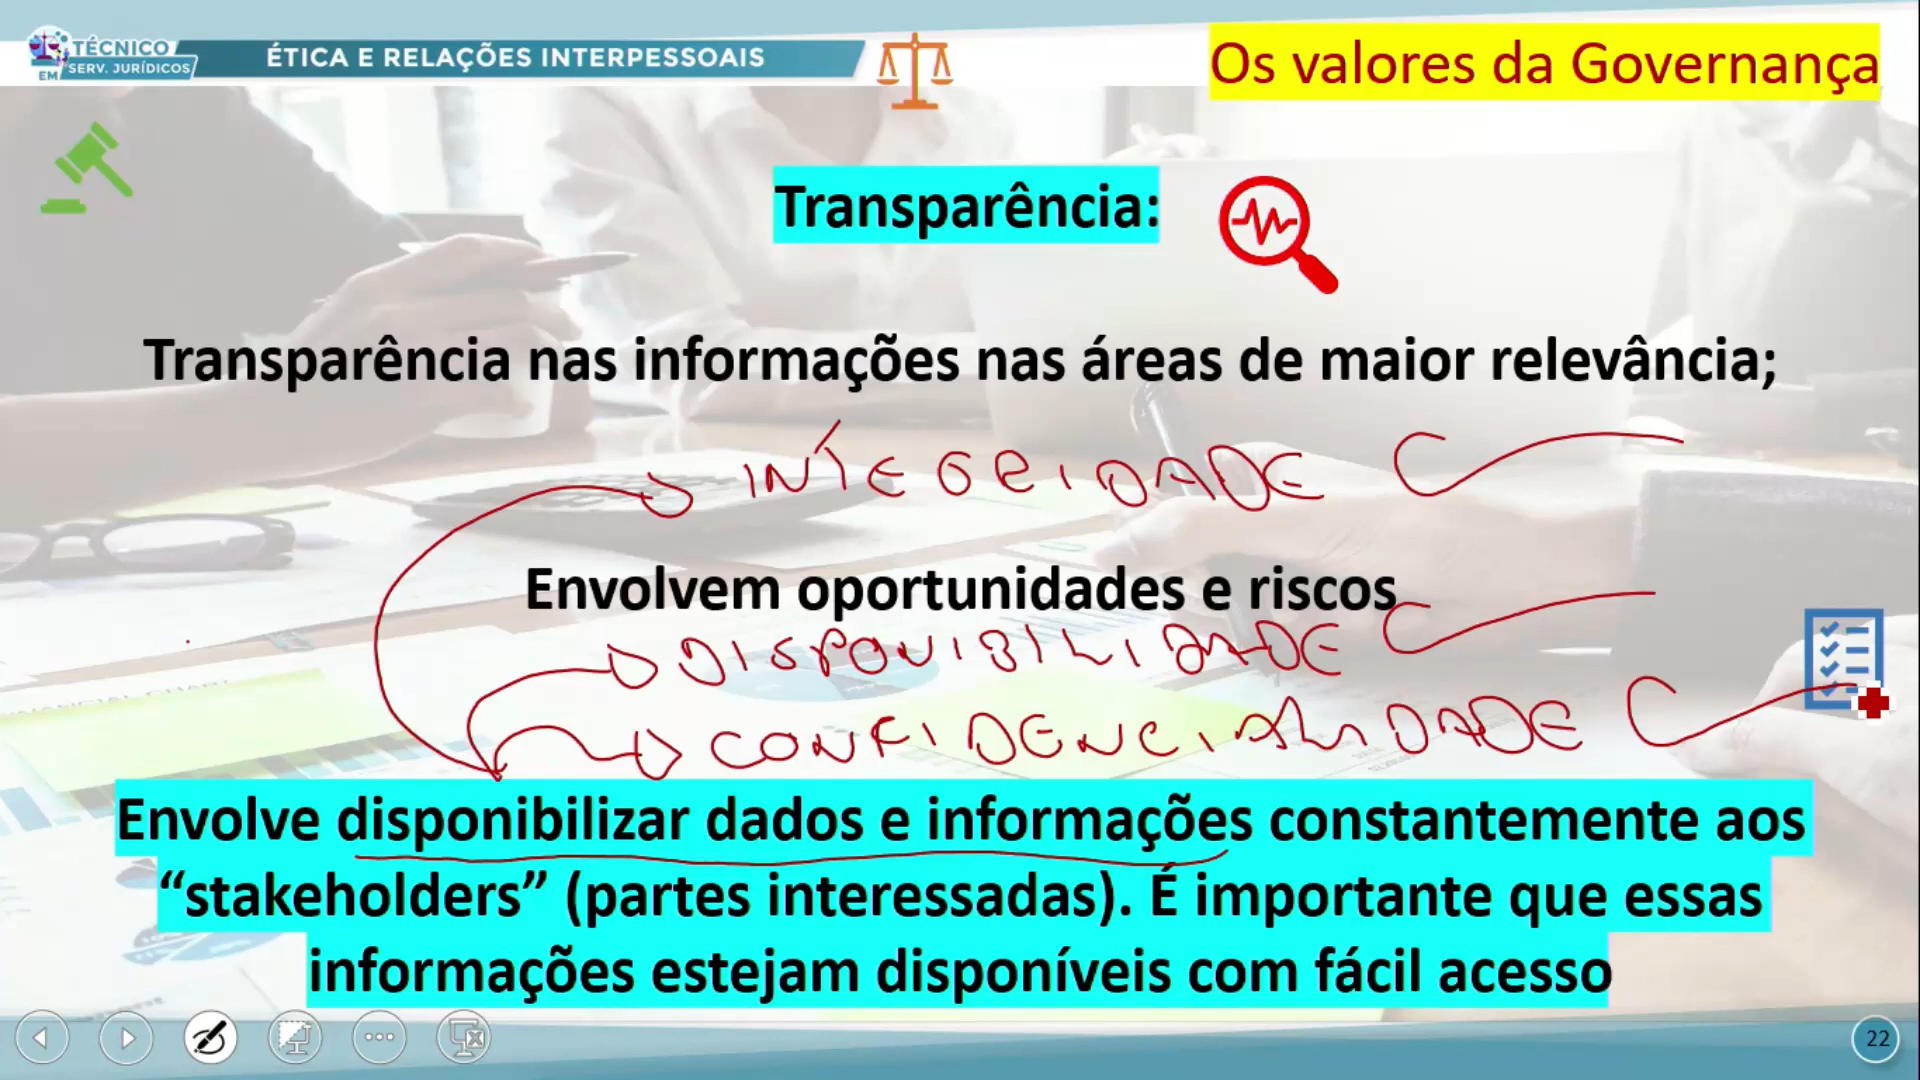 TÉCNICO
EM SERV. JURÍDICOS
ÉTICA E RELAÇÕES INTERPESSOAIS
Os valores da Governança
Transparência:
Transparência nas informações nas áreas de maior relevância;
INTEGRIDADE
Envolvem oportunidades e riscos
DISPONIBILIDADE
CONFIDENCIALIDADE
Envolve disponibilizar dados e informações constantemente aos
“stakeholders” (partes interessadas). É importante que essas
informações estejam disponíveis com fácil acesso
22